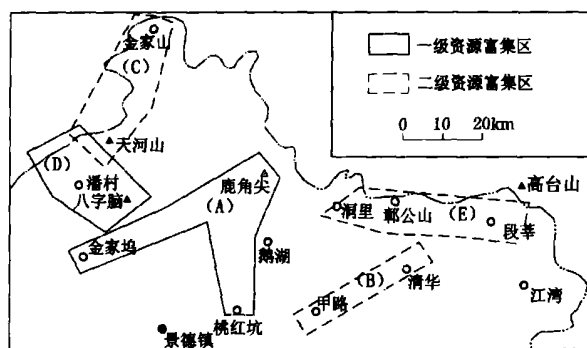 金家山
(C)
一级资源富集区
二级资源富集区
0 10 20km
天河山
(D)
潘村
八字脑
鹿角尖
(A)
高台山
洞里
鄣公山
(E)
段莘
金家坞
鹅湖
清华
(B)
甲路
江湾
桃红坑
景德镇